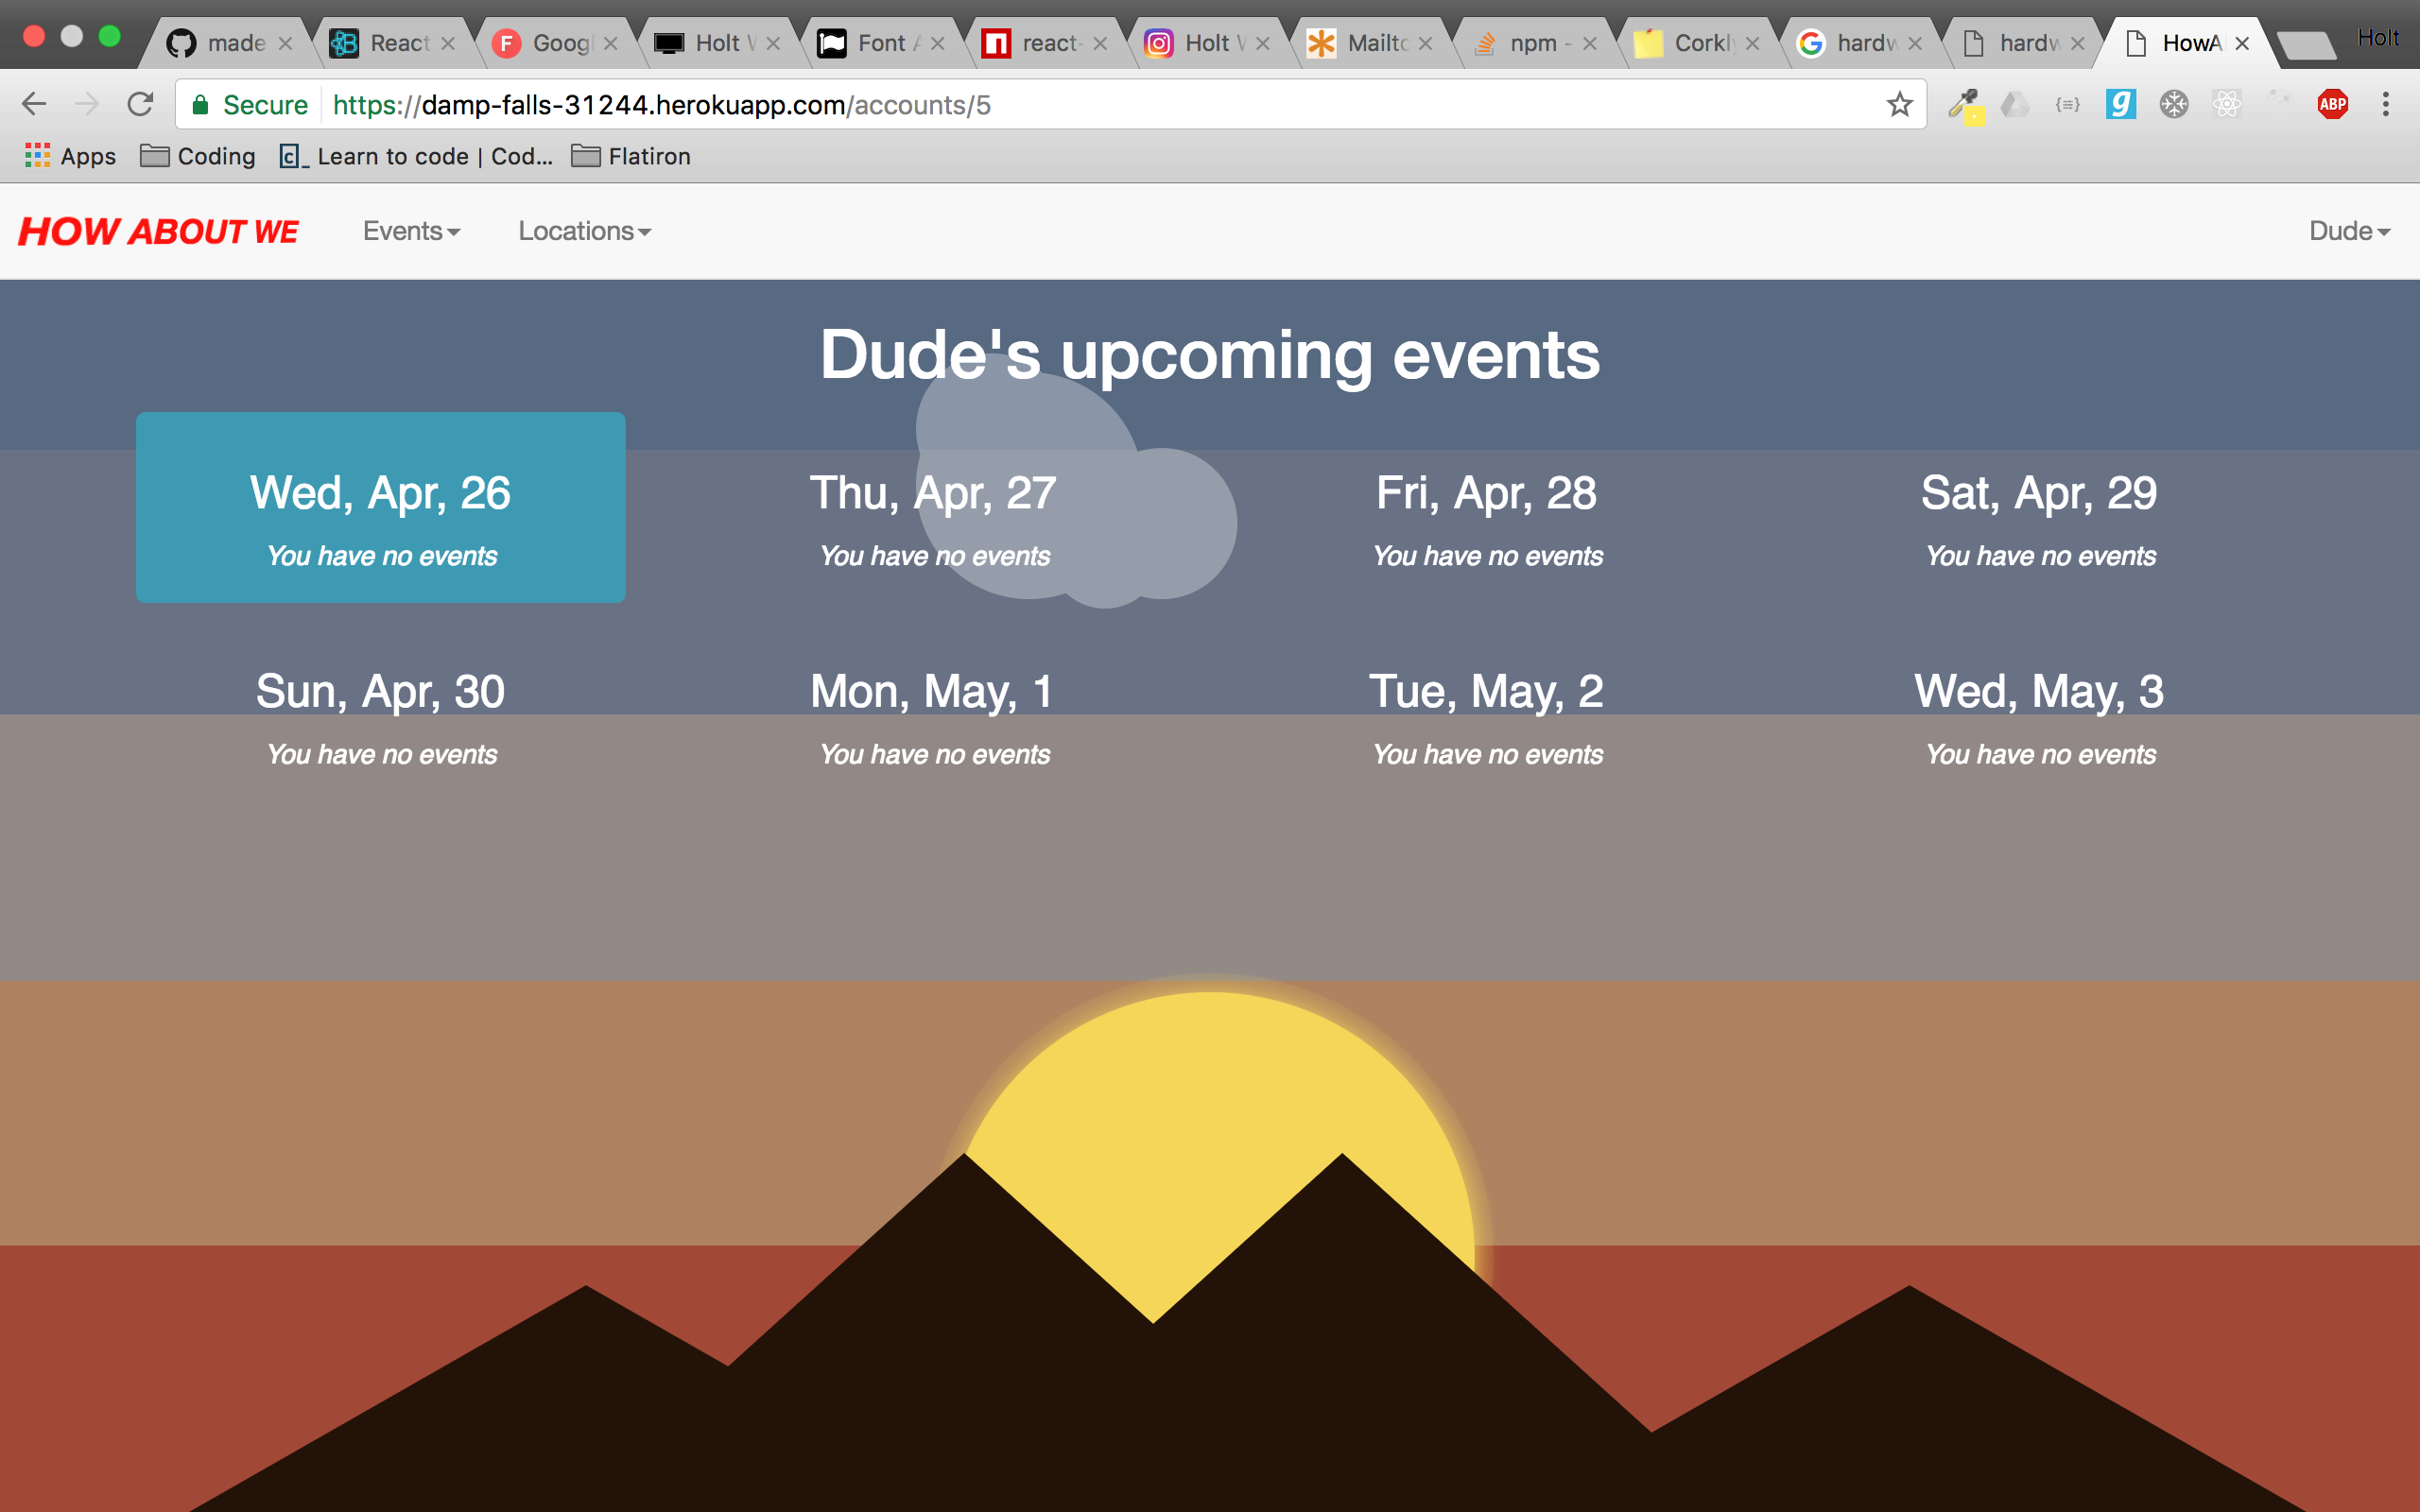 made React Googl Holt Font react- Holt Mailto npm - Corkly hardw hardw HowA Holt
Secure https://damp-falls-31244.herokuapp.com/accounts/5 ABP
Apps Coding Learn to code | Cod... Flatiron
HOW ABOUT WE Events Locations Dude
Dude's upcoming events
Wed, Apr, 26 Thu, Apr, 27 Fri, Apr, 28 Sat, Apr, 29
You have no events You have no events You have no events You have no events
Sun, Apr, 30 Mon, May, 1 Tue, May, 2 Wed, May, 3
You have no events You have no events You have no events You have no events